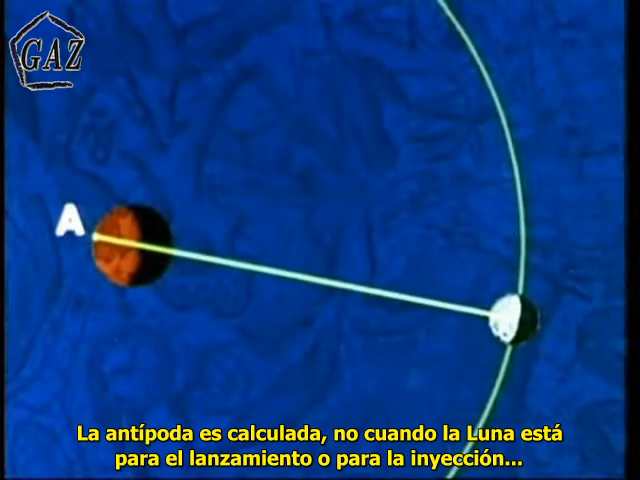 GAZ
A
La antípoda es calculada, no cuando la Luna está
para el lanzamiento o para la inyección...